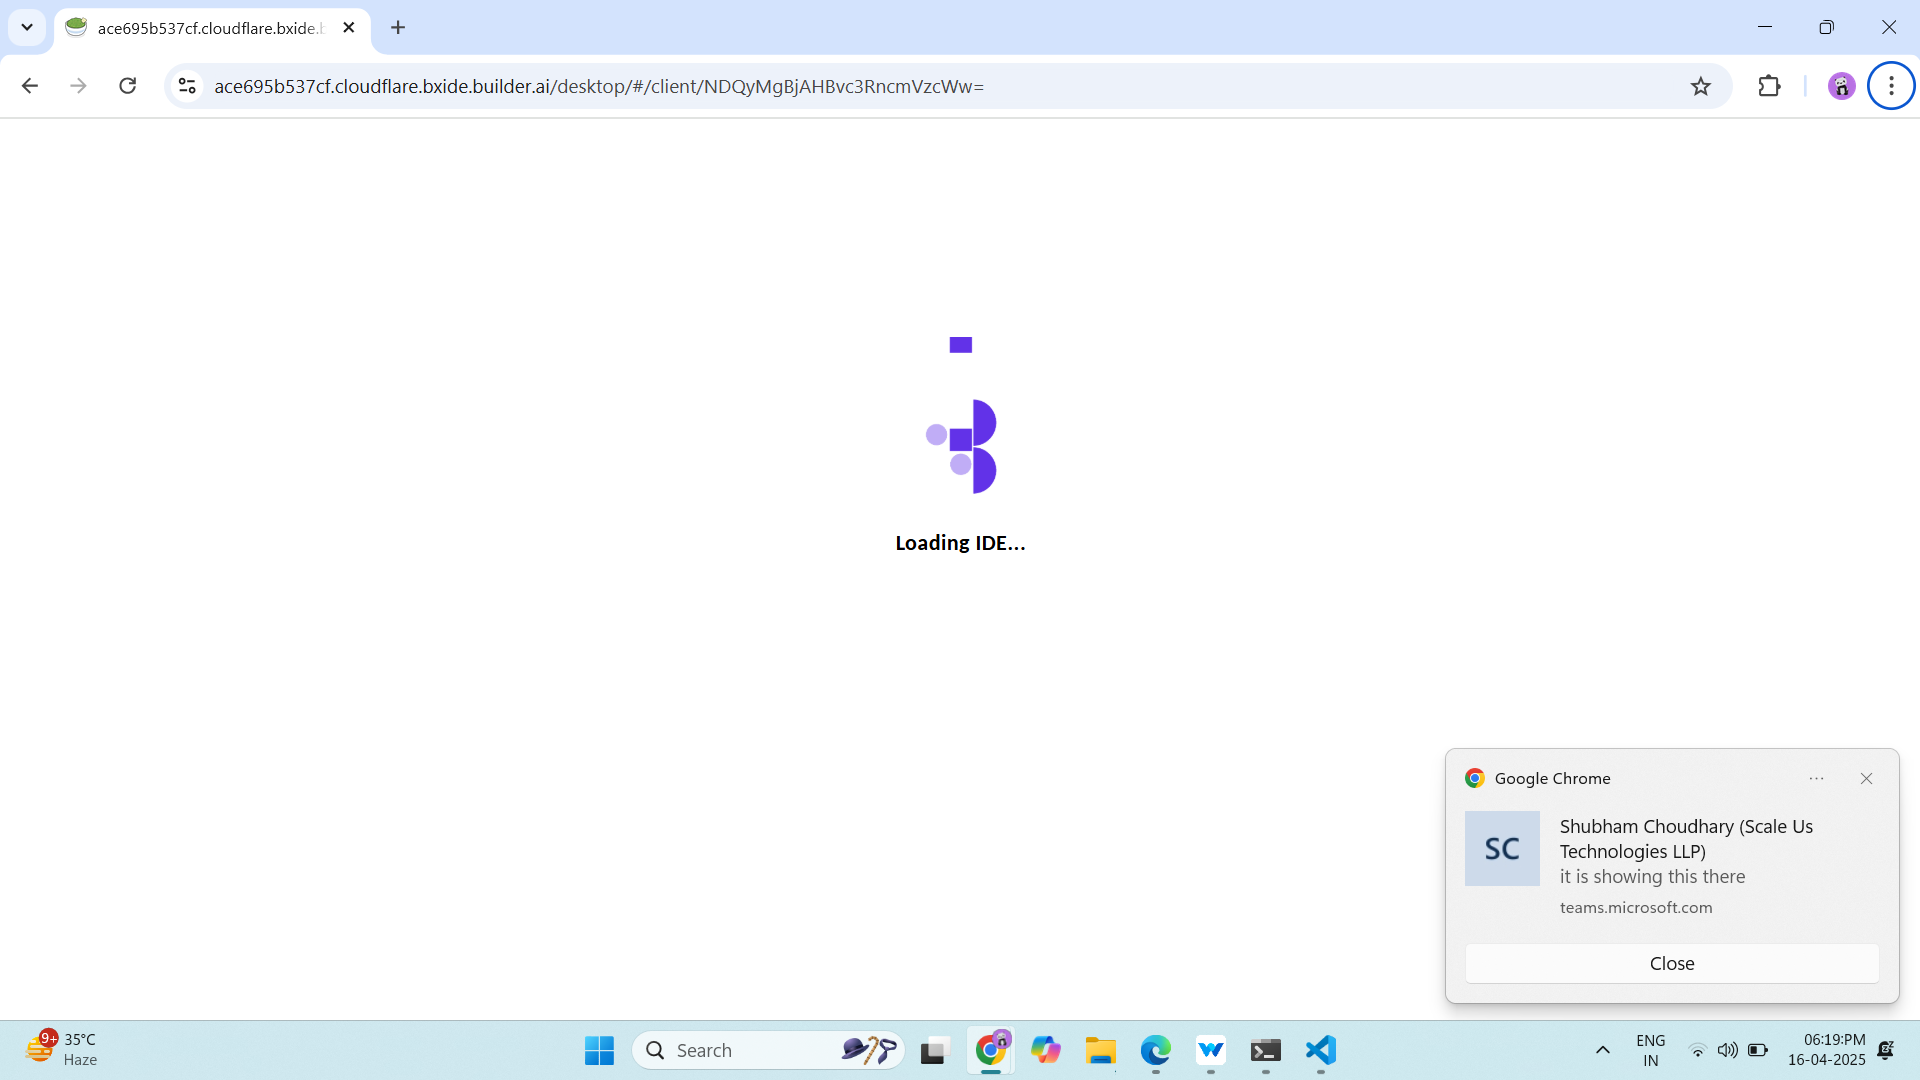 ace695b537cf.cloudflare.bxide.b
ace695b537cf.cloudflare.bxide.builder.ai/desktop/#/client/NDQyMgBjAHBvc3RncmVzcWw=
Loading IDE...
Google Chrome
SC
Shubham Choudhary (Scale Us
Technologies LLP)
it is showing this there
teams.microsoft.com
Close
9+
35°C
Haze
Search
ENG
IN
06:19:PM
16-04-2025